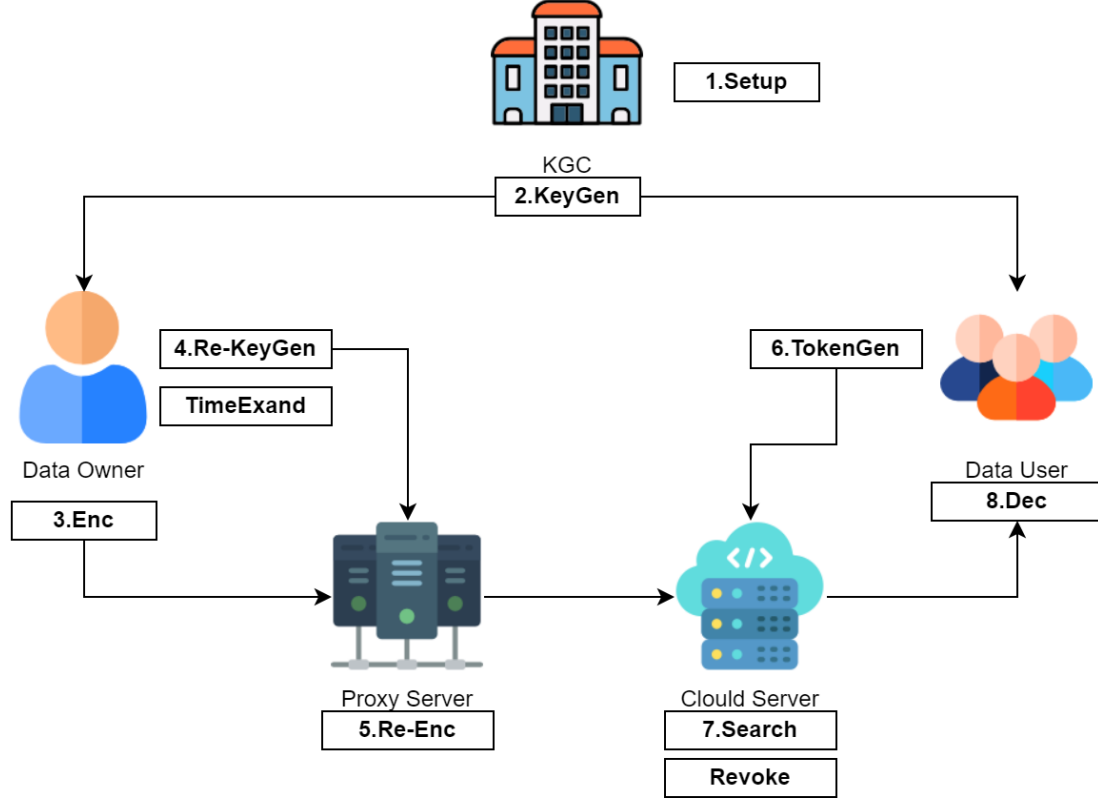 1.Setup
KGC
2.KeyGen
4.Re-KeyGen
6.TokenGen
TimeExand
Data Owner
Data User
3.Enc
8.Dec
</>
Proxy Server
Clould Server
5.Re-Enc
7.Search
Revoke